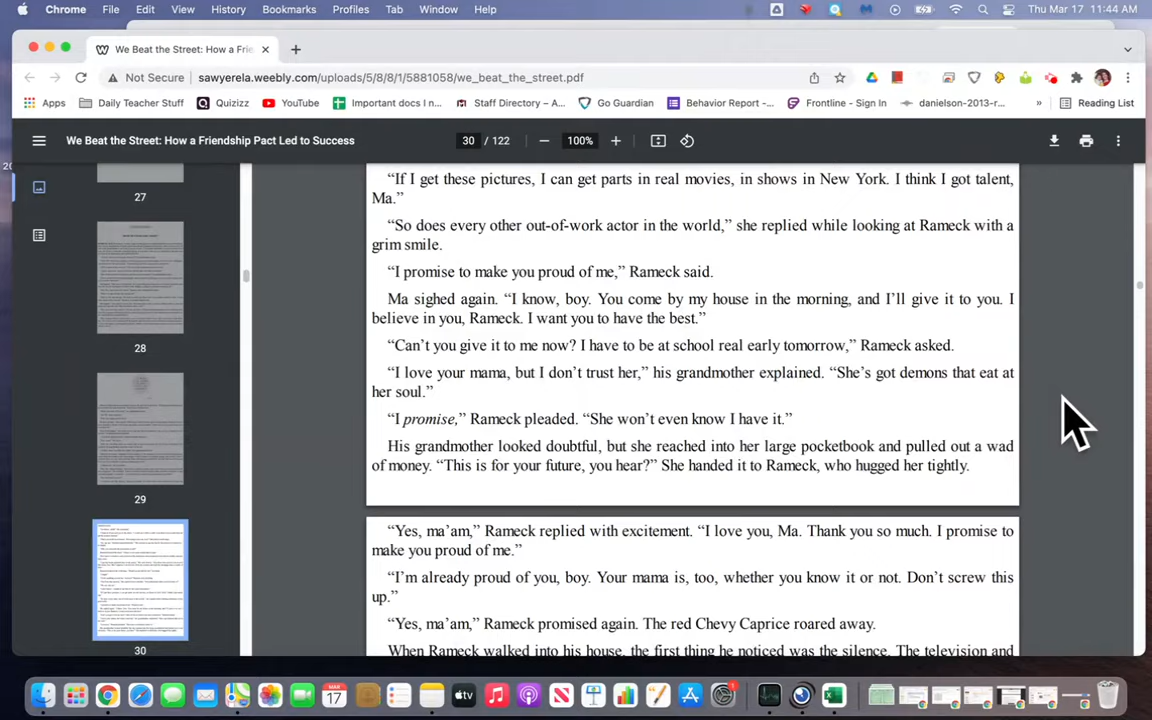 Chrome File Edit View History Bookmarks Profiles Tab Window Help Thu Mar 17 11:44 AM
We Beat the Street: How a Frie
Not Secure sawyerela.weebly.com/uploads/5/8/8/1/5881058/we_beat_the_street.pdf
Apps Daily Teacher Stuff Quizizz YouTube Important docs I n... Staff Directory – A... Go Guardian Behavior Report -... Frontline - Sign In danielson-2013-r... » Reading List
We Beat the Street: How a Friendship Pact Led to Success 30 / 122 − 100% +
27
28
29
30
“If I get these pictures, I can get parts in real movies, in shows in New York. I think I got talent,
Ma.”
“So does every other out-of-work actor in the world,” she replied while looking at Rameck with a
grim smile.
“I promise to make you proud of me,” Rameck said.
Ma sighed again. “I know, boy. You come by my house in the morning, and I’ll give it to you. I
believe in you, Rameck. I want you to have the best.”
“Can’t you give it to me now? I have to be at school real early tomorrow,” Rameck asked.
“I love your mama, but I don’t trust her,” his grandmother explained. “She’s got demons that eat at
her soul.”
“I promise,” Rameck pleaded. “She won’t even know I have it.”
His grandmother looked doubtful, but she reached into her large pocketbook and pulled out a wad
of money. “This is for your future, you hear?” She handed it to Rameck, who hugged her tightly.
“Yes, ma’am,” Rameck replied with excitement. “I love you, Ma. Thank you so much. I promise to
make you proud of me.”
“I’m already proud of you, boy. Your mama is, too, whether you know it or not. Don’t screw this
up.”
“Yes, ma’am,” Rameck promised again. The red Chevy Caprice roared away.
When Rameck walked into his house, the first thing he noticed was the silence. The television and
MAR
17
tv